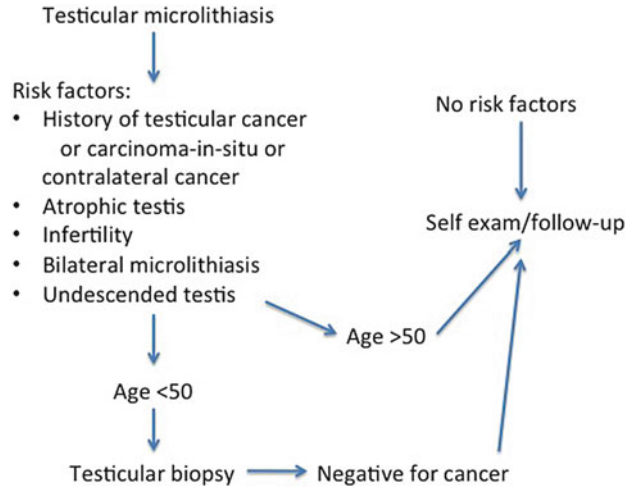 Testicular microlithiasis
Risk factors:
• History of testicular cancer
or carcinoma-in-situ or
contralateral cancer
• Atrophic testis
• Infertility
• Bilateral microlithiasis
• Undescended testis
No risk factors
Self exam/follow-up
Age >50
Age <50
Testicular biopsy
Negative for cancer